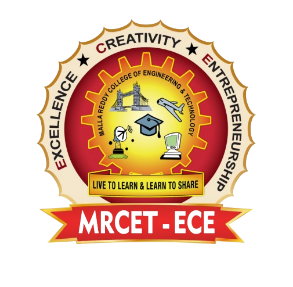 EXCELLENCE ★ CREATIVITY ★ ENTREPRENEURSHIP
MALLA REDDY COLLEGE OF ENGINEERING & TECHNOLOGY
LIVE TO LEARN & LEARN TO SHARE
MRCET - ECE